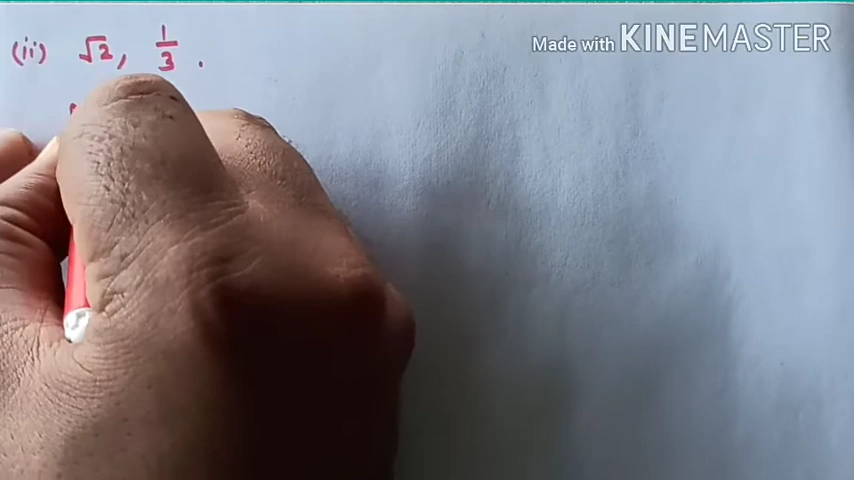 Made with KINEMASTER
(ii) √2, 1/3 .